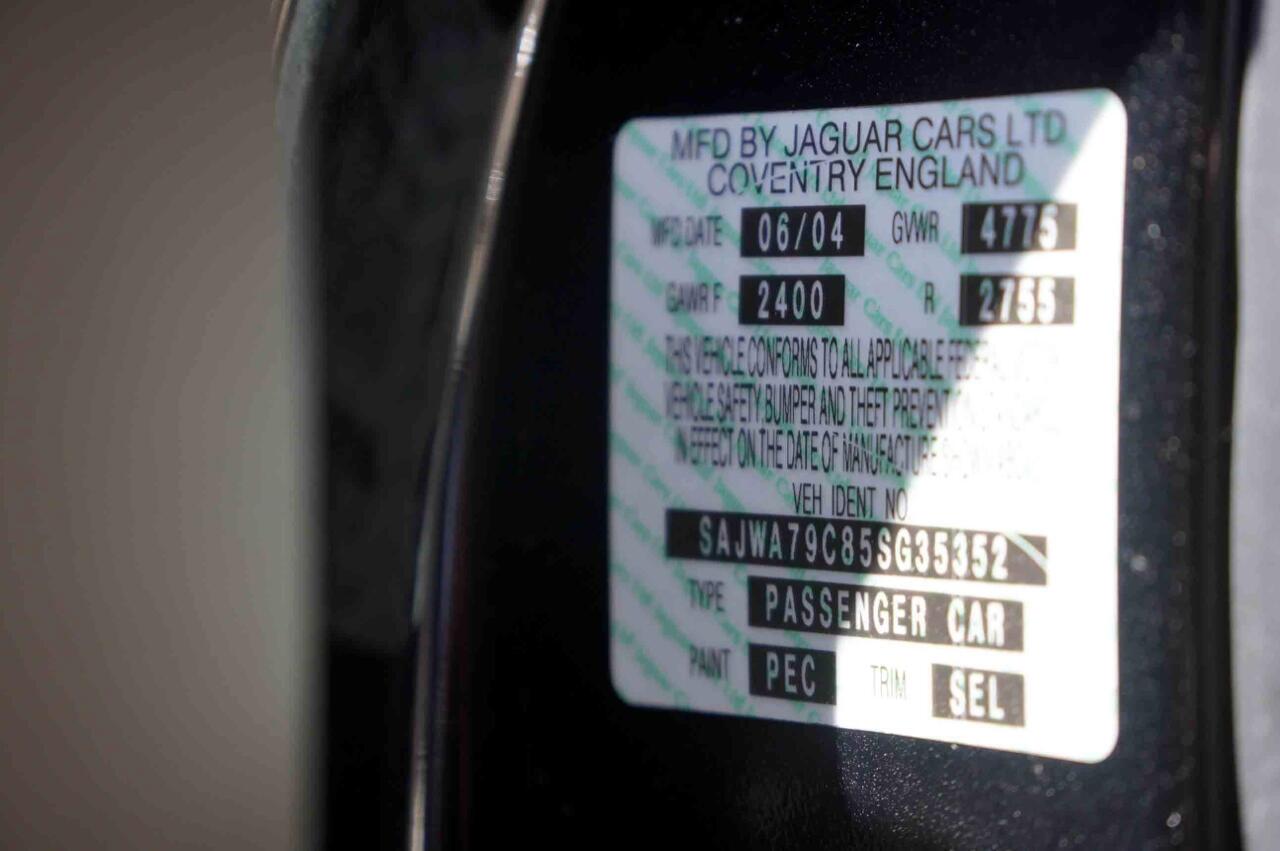 MFD BY JAGUAR CARS LTD
COVENTRY ENGLAND
MFD DATE 06/04 GVWR 4775
GAWR F 2400 R 2755
THIS VEHICLE CONFORMS TO ALL APPLICABLE
VEHICLE SAFETY BUMPER AND THEFT
IN EFFECT ON THE DATE OF MANUFACTURE SHOWN
VEH IDENT NO
SAJWA79C85SG35352
TYPE PASSENGER CAR
PAINT PEC TRIM SEL